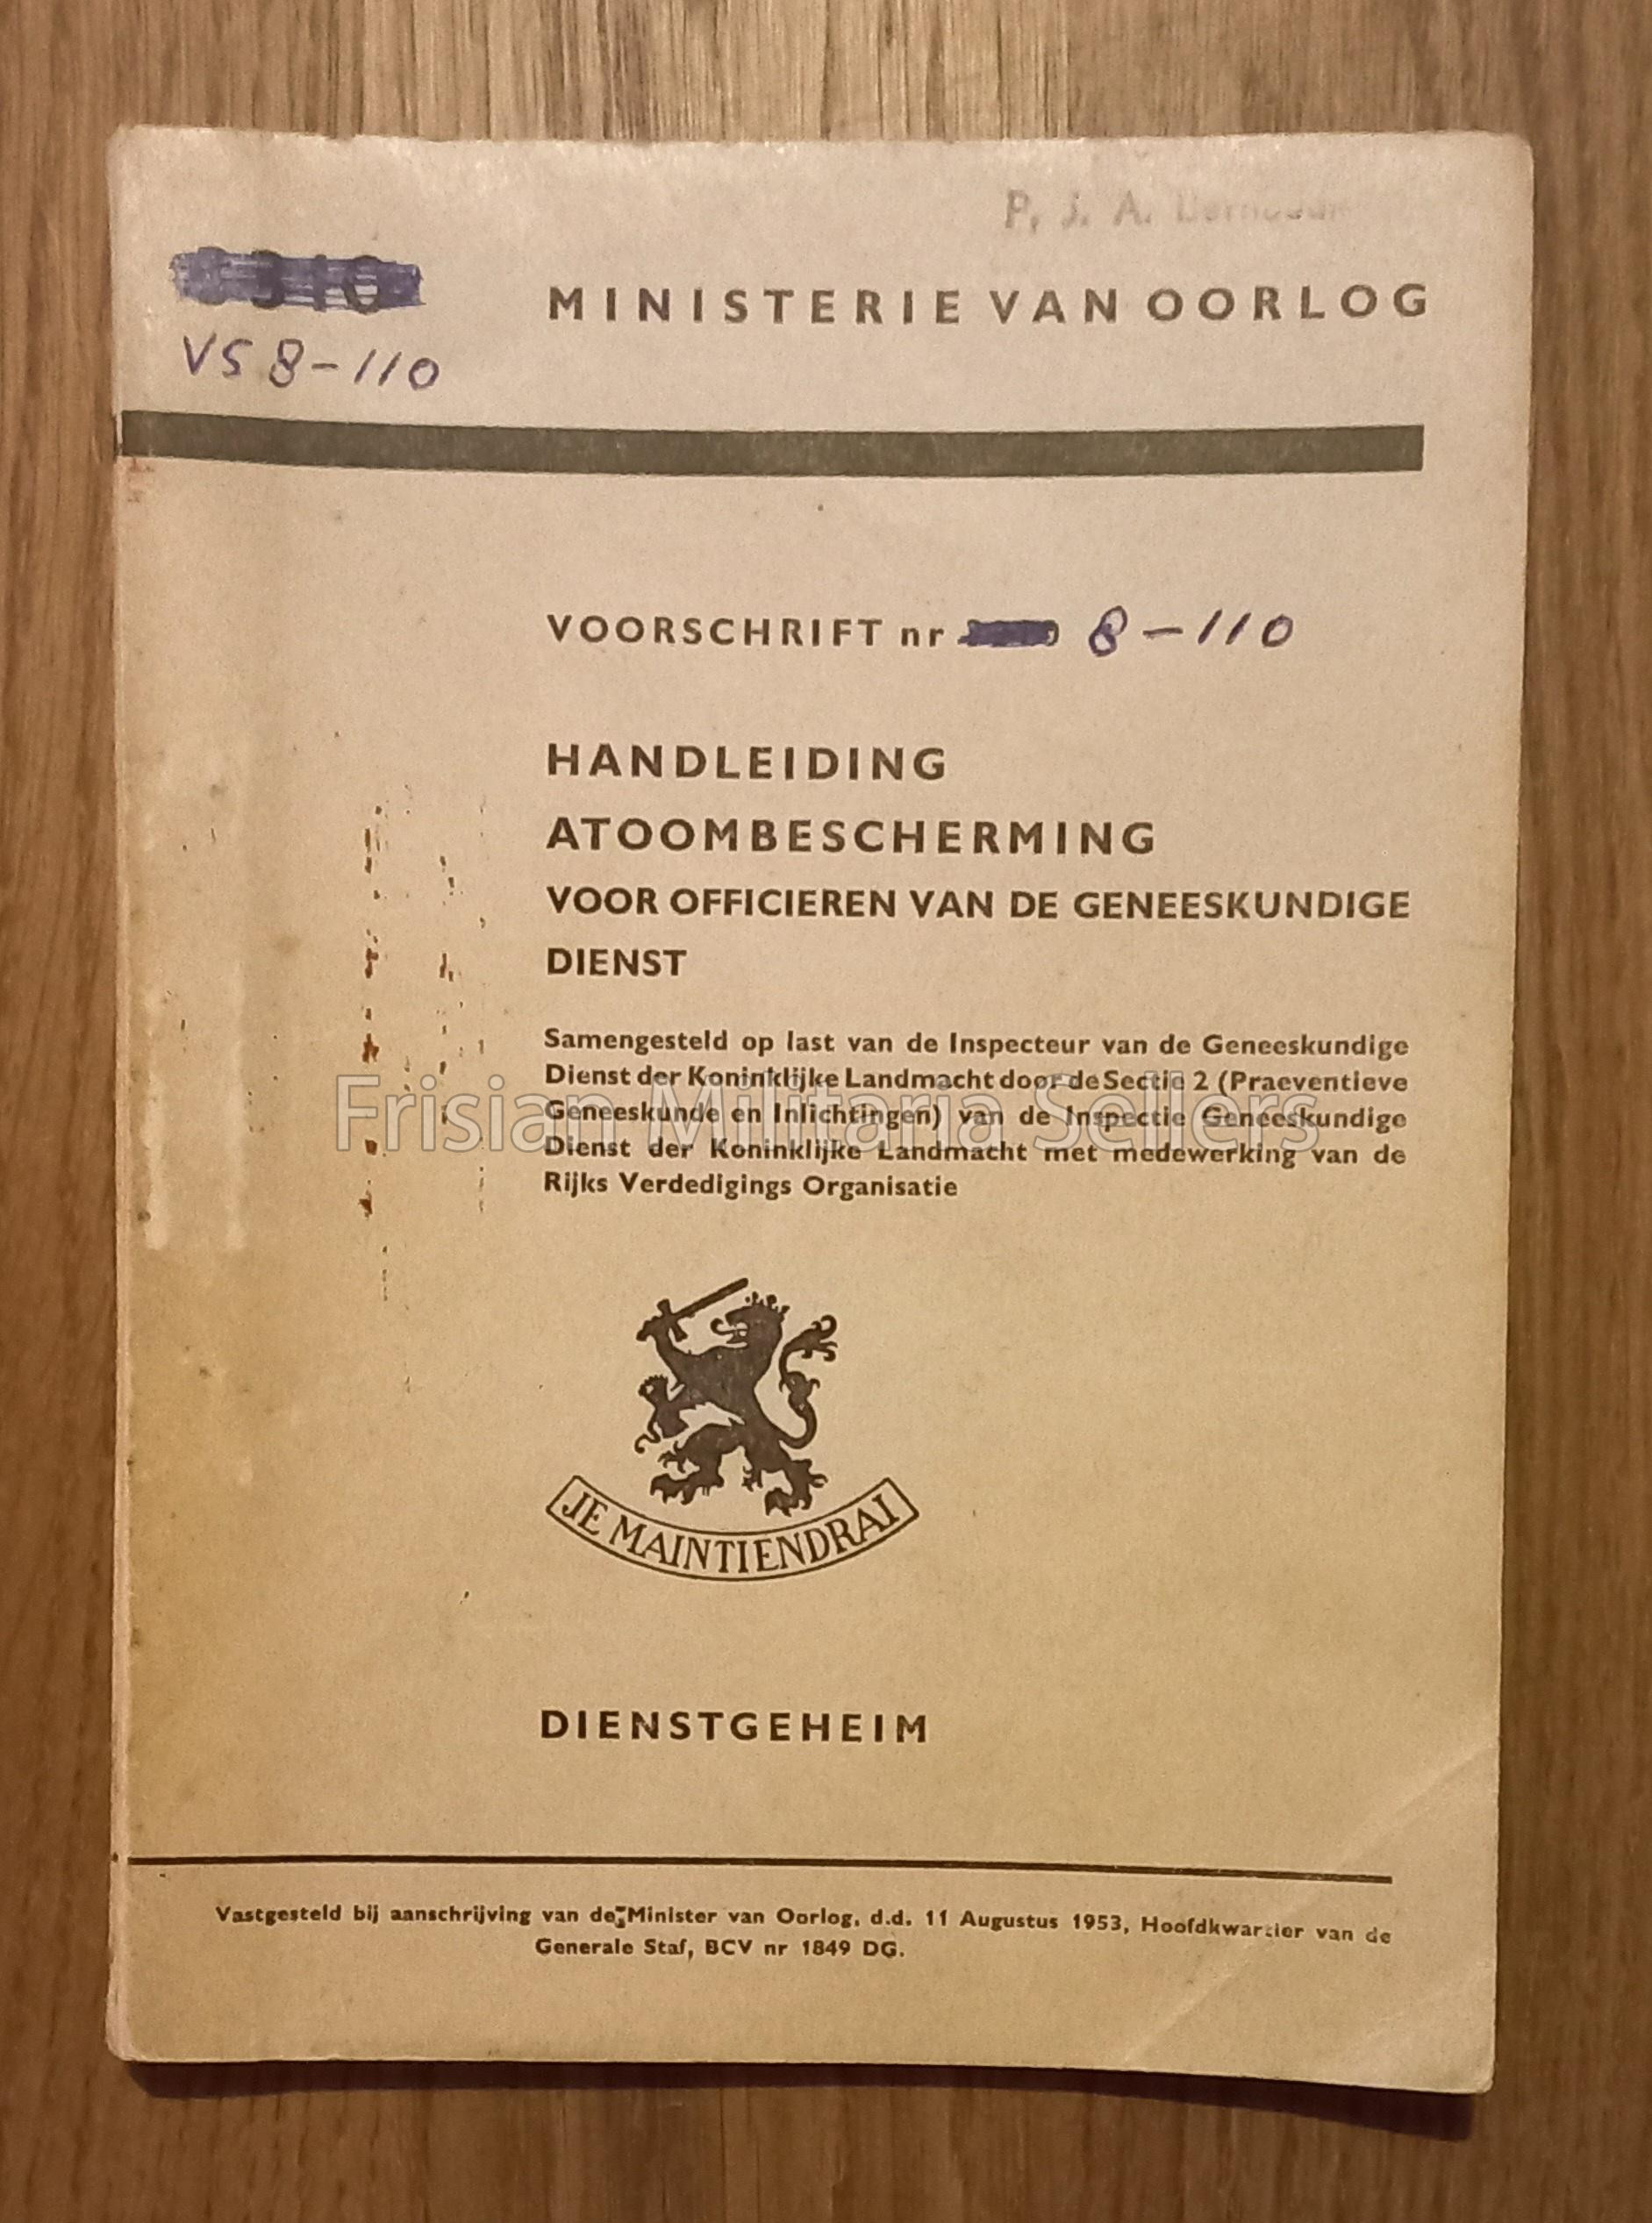 P. J. A.
MINISTERIE VAN OORLOG
VS 8-110
VOORSCHRIFT nr 8-110
HANDLEIDING
ATOOMBESCHERMING
VOOR OFFICIEREN VAN DE GENEESKUNDIGE
DIENST
Samengesteld op last van de Inspecteur van de Geneeskundige
Dienst der Koninklijke Landmacht door de Sectie 2 (Praeventieve
Geneeskunde en Inlichtingen) van de Inspectie Geneeskundige
Dienst der Koninklijke Landmacht met medewerking van de
Rijks Verdedigings Organisatie
Frisian Militaria Sellers
JE MAINTIENDRAI
DIENSTGEHEIM
Vastgesteld bij aanschrijving van de Minister van Oorlog, d.d. 11 Augustus 1953, Hoofdkwartier van de
Generale Staf, BCV nr 1849 DG.